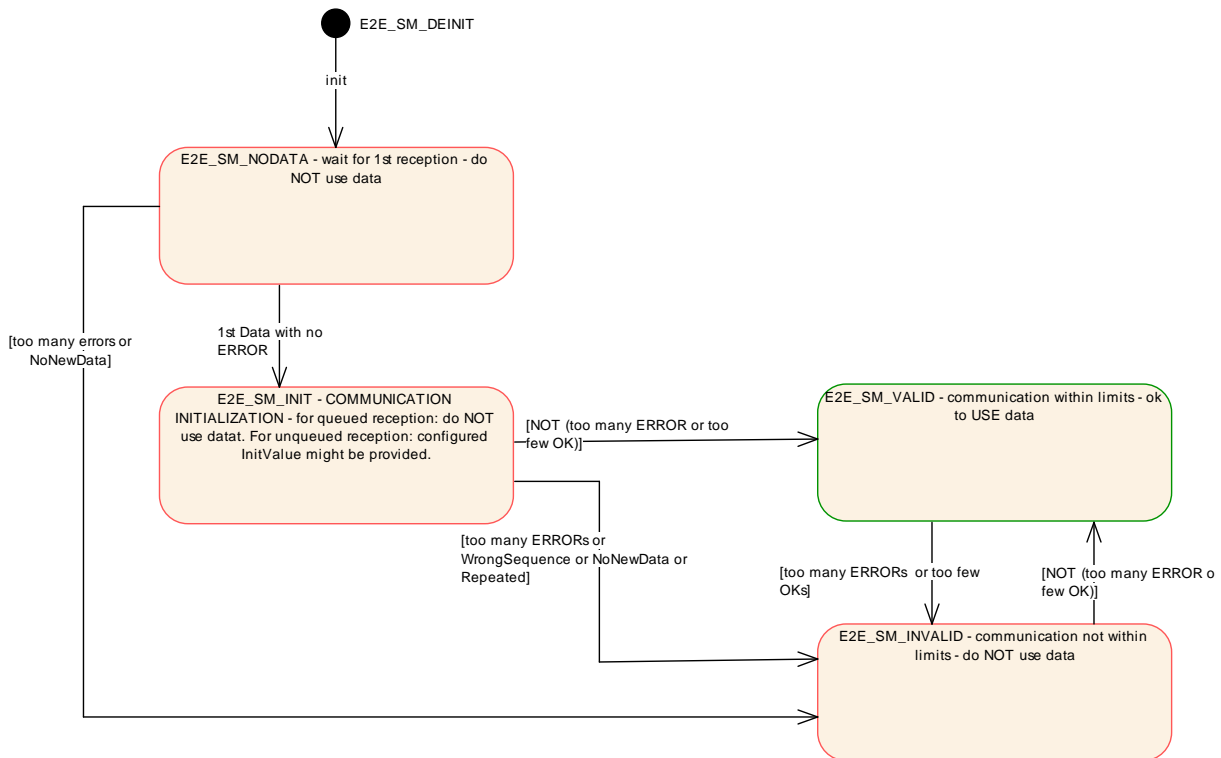 E2E_SM_DEINIT
init
E2E_SM_NODATA - wait for 1st reception - do
NOT use data
[too many errors or
NoNewData]
1st Data with no
ERROR
E2E_SM_INIT - COMMUNICATION
INITIALIZATION - for queued reception: do NOT
use datat. For unqueued reception: configured
InitValue might be provided.
[NOT (too many ERROR or too
few OK)]
E2E_SM_VALID - communication within limits - ok
to USE data
[too many ERRORs or
WrongSequence or NoNewData or
Repeated]
[too many ERRORs or too few
OKs]
[NOT (too many ERROR o
few OK)]
E2E_SM_INVALID - communication not within
limits - do NOT use data